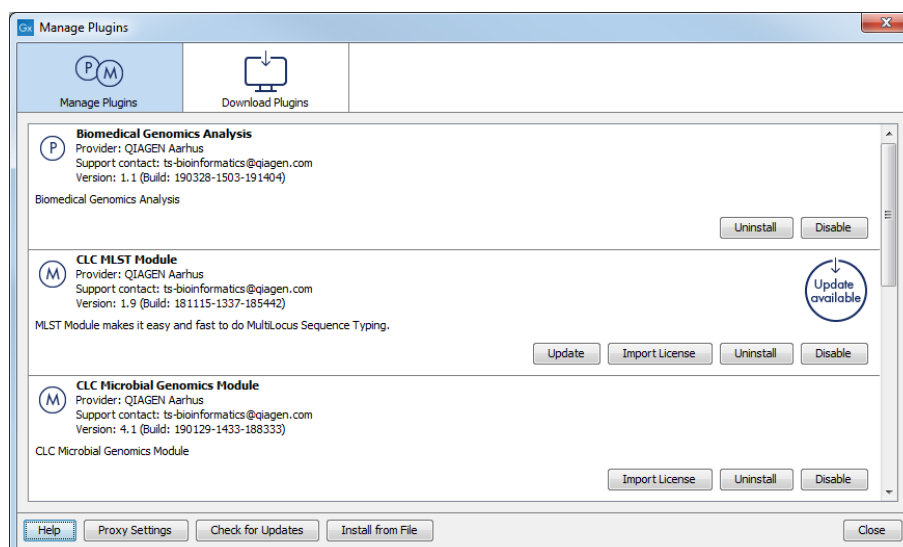 Gx Manage Plugins
P M
Manage Plugins
Download Plugins
P
Biomedical Genomics Analysis
Provider: QIAGEN Aarhus
Support contact: ts-bioinformatics@qiagen.com
Version: 1.1 (Build: 190328-1503-191404)
Biomedical Genomics Analysis
Uninstall
Disable
M
CLC MLST Module
Provider: QIAGEN Aarhus
Support contact: ts-bioinformatics@qiagen.com
Version: 1.9 (Build: 181115-1337-185442)
Update
available
MLST Module makes it easy and fast to do MultiLocus Sequence Typing.
Update
Import License
Uninstall
Disable
M
CLC Microbial Genomics Module
Provider: QIAGEN Aarhus
Support contact: ts-bioinformatics@qiagen.com
Version: 4.1 (Build: 190129-1433-188333)
CLC Microbial Genomics Module
Import License
Uninstall
Disable
Help
Proxy Settings
Check for Updates
Install from File
Close